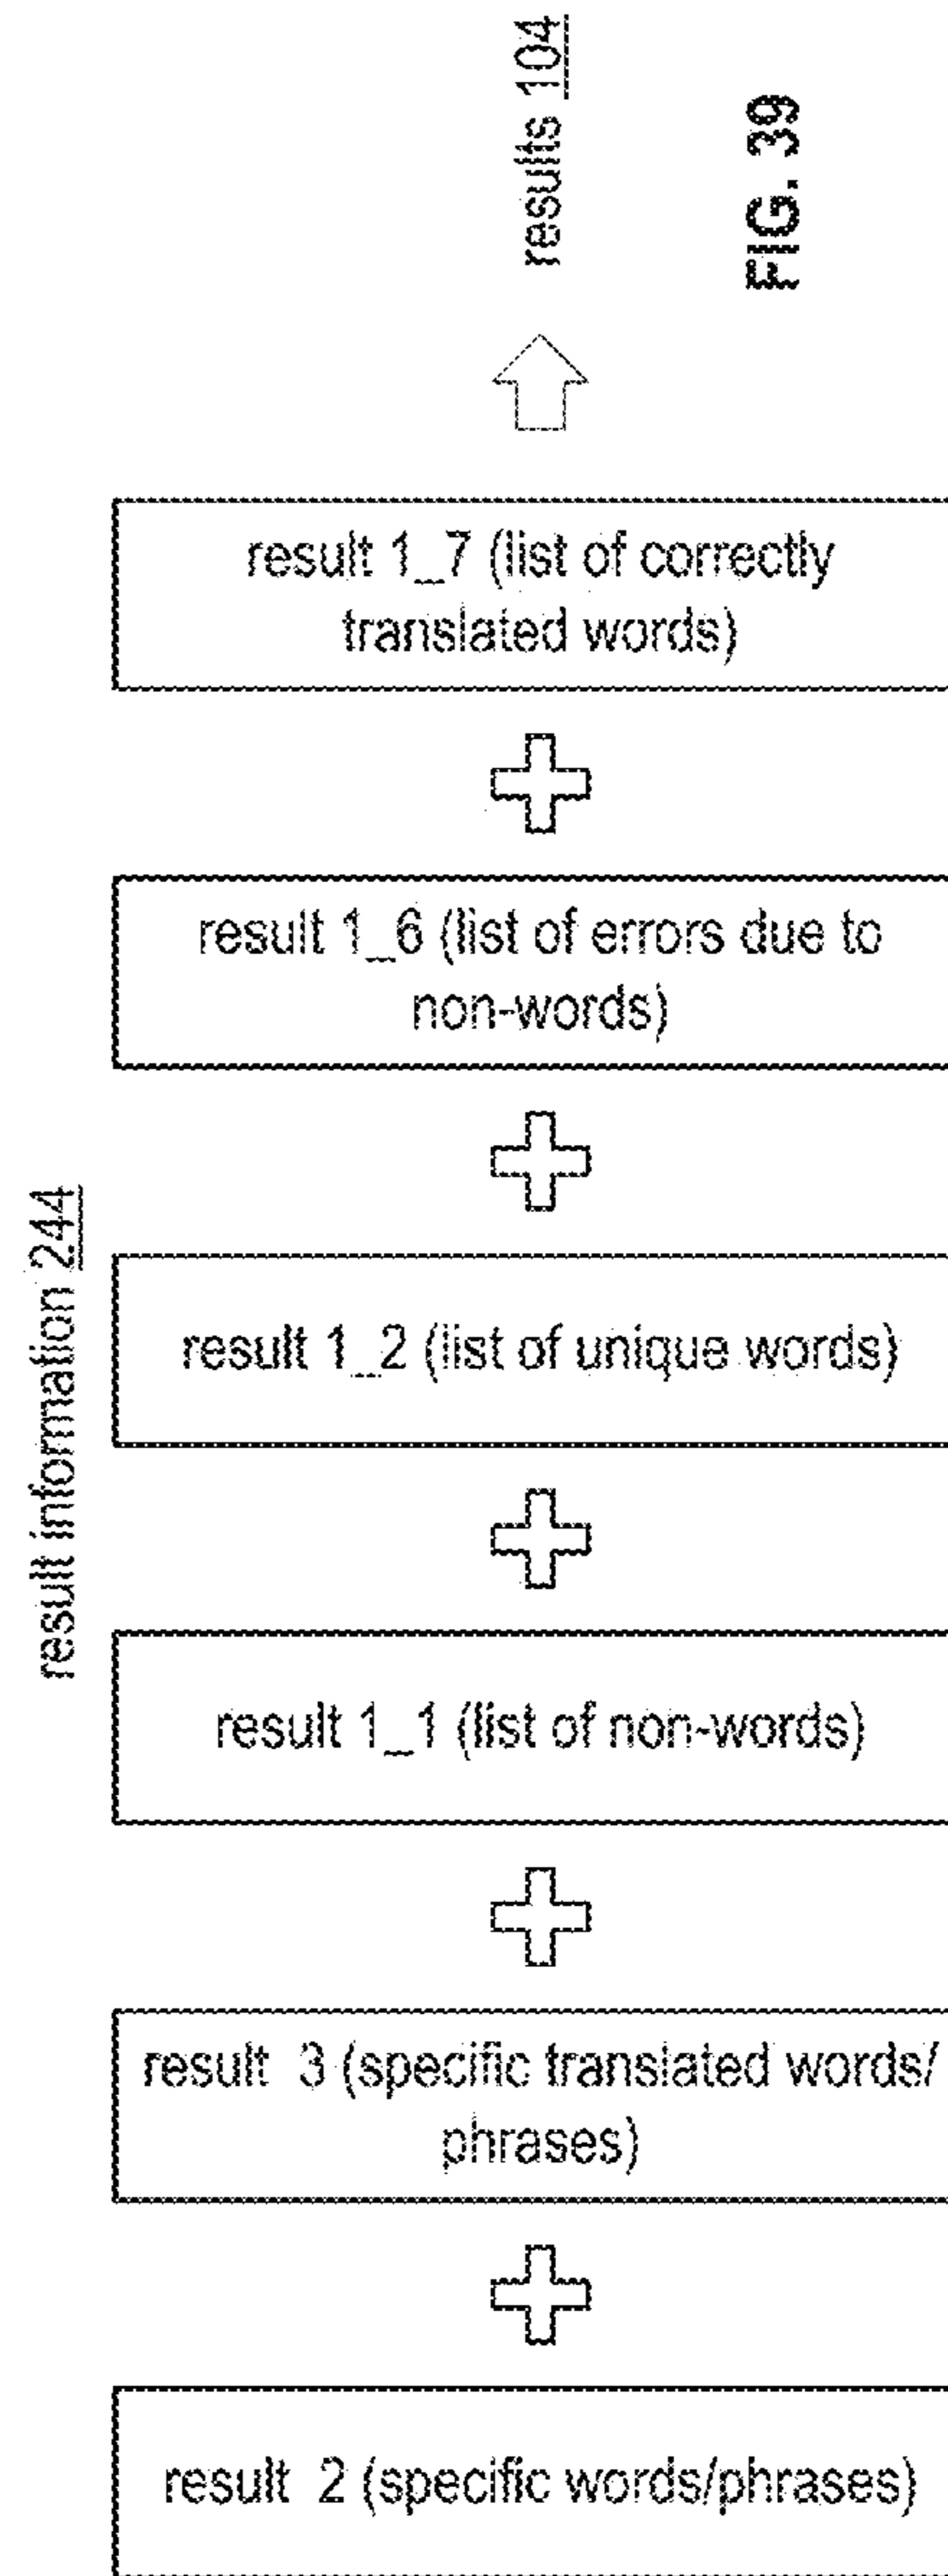 results 104
FIG. 39
result 1_7 (list of correctly
translated words)
result 1_6 (list of errors due to
non-words)
result information 244
result 1_2 (list of unique words)
result 1_1 (list of non-words)
result 3 (specific translated words/
phrases)
result 2 (specific words/phrases)